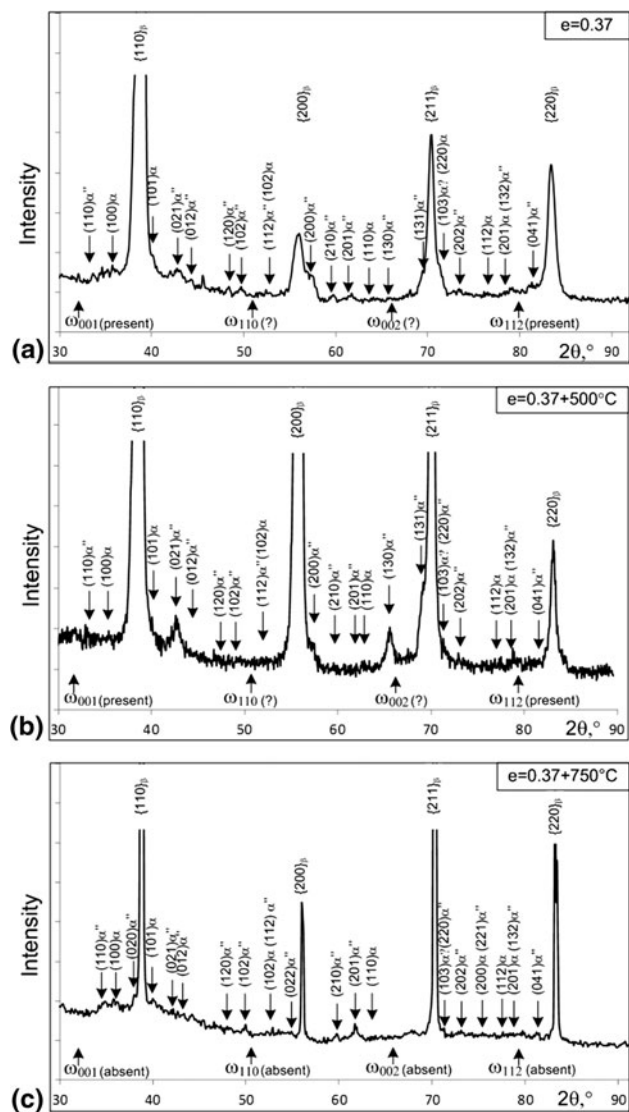 e=0.37
Intensity
{110}β
{200}β
{211}β
{220}β
(110)α"
(100)α
(101)α
(021)α"
(012)α"
(120)α"
(102)α"
(112)α" (102)α
(200)α"
(210)α"
(201)α"
(110)α
(130)α"
(131)α"
(103)α? (220)α"
(202)α"
(112)α
(201)α (132)α"
(041)α"
ω001(present)
ω110(?)
ω002(?)
ω112(present)
(a)
30 40 50 60 70 80 90
2θ,°
e=0.37+500°C
Intensity
{110}β
{200}β
{211}β
{220}β
(110)α"
(100)α
(101)α
(021)α"
(012)α"
(120)α"
(102)α"
(112)α" (102)α
(200)α"
(210)α"
(201)α"
(110)α
(130)α"
(131)α"
(103)α? (220)α"
(202)α"
(112)α
(201)α (132)α"
(041)α"
ω001(present)
ω110(?)
ω002(?)
ω112(present)
(b)
30 40 50 60 70 80 90
2θ,°
e=0.37+750°C
Intensity
{110}β
{200}β
{211}β
{220}β
(110)α"
(100)α
(020)α"
(101)α
(021)α"
(012)α"
(120)α"
(102)α"
(102)α (112) α"
(022)α"
(210)α"
(201)α"
(110)α
(103)α? (220)α"
(202)α"
(200)α (221)α"
(112)α
(201)α (132)α"
(041)α"
ω001(absent)
ω110(absent)
ω002(absent)
ω112(absent)
(c)
30 40 50 60 70 80 90
2θ,°